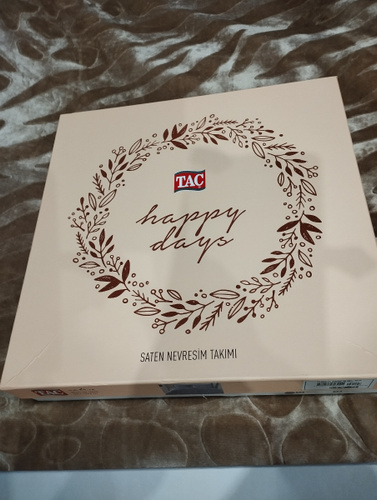 TAÇ
happy
days
SATEN NEVRESİM TAKIMI
TAÇ